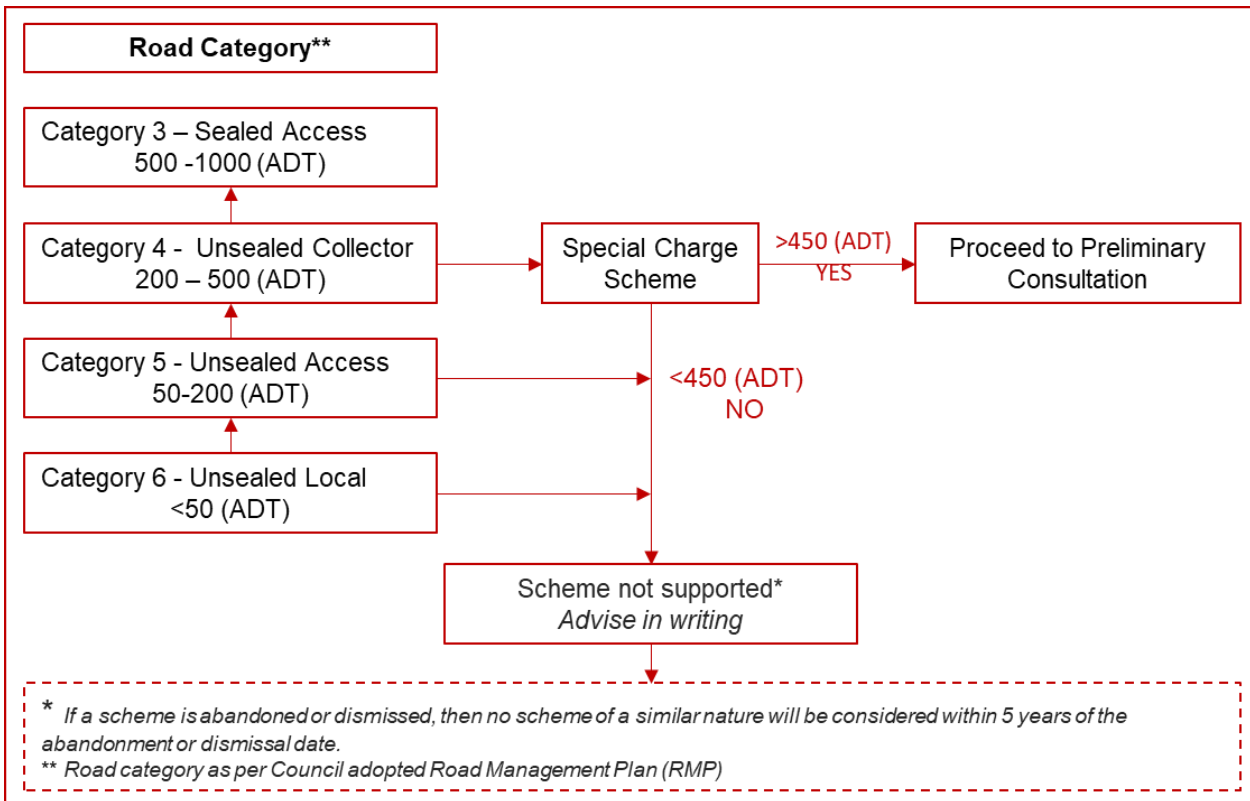 Road Category**
Category 3 – Sealed Access
500 -1000 (ADT)
Category 4 -  Unsealed Collector
200 – 500 (ADT)
Special Charge
Scheme
>450 (ADT)
YES
Proceed to Preliminary
Consultation
Category 5 - Unsealed Access
50-200 (ADT)
<450 (ADT)
NO
Category 6 - Unsealed Local
<50 (ADT)
Scheme not supported*
Advise in writing
* If a scheme is abandoned or dismissed, then no scheme of a similar nature will be considered within 5 years of the
abandonment or dismissal date.
** Road category as per Council adopted Road Management Plan (RMP)